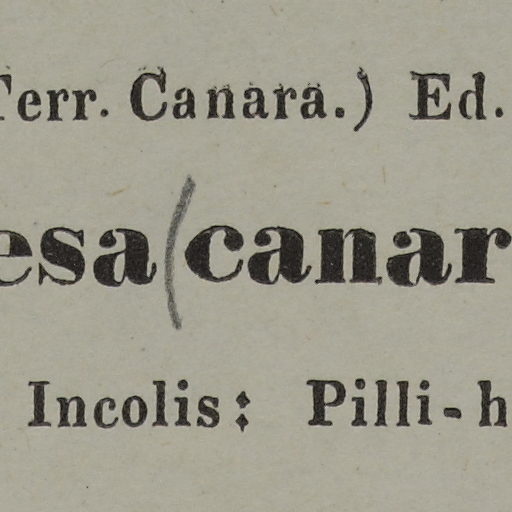 Terr. Canara.) Ed.
esa(canar
Incolis: Pilli-h